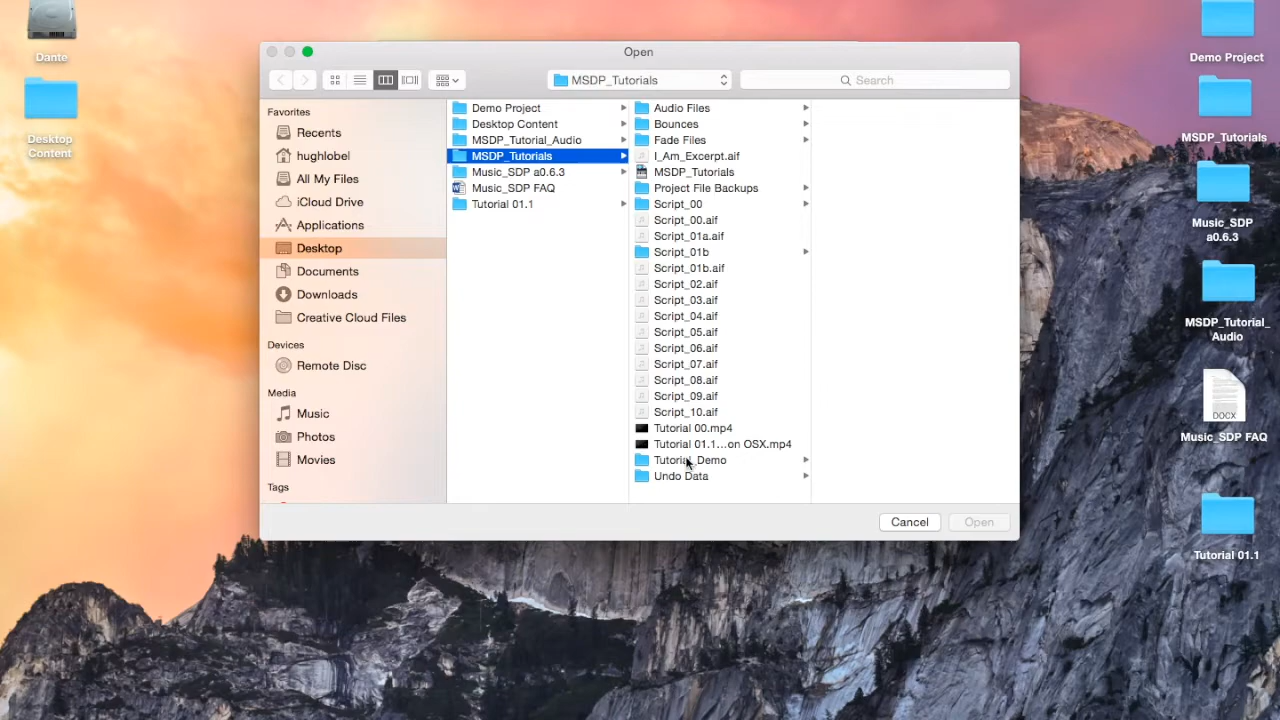 Open
MSDP_Tutorials
Search
Dante
Desktop
Content
Favorites
Recents
hughlobel
All My Files
iCloud Drive
Applications
Desktop
Documents
Downloads
Creative Cloud Files
Devices
Remote Disc
Media
Music
Photos
Movies
Tags
Demo Project
Desktop Content
MSDP_Tutorial_Audio
MSDP_Tutorials
Music_SDP a0.6.3
Music_SDP FAQ
Tutorial 01.1
Audio Files
Bounces
Fade Files
I_Am_Excerpt.aif
MSDP_Tutorials
Project File Backups
Script_00
Script_00.aif
Script_01a.aif
Script_01b
Script_01b.aif
Script_02.aif
Script_03.aif
Script_04.aif
Script_05.aif
Script_06.aif
Script_07.aif
Script_08.aif
Script_09.aif
Script_10.aif
Tutorial 00.mp4
Tutorial 01.1...on OSX.mp4
Tutorial_Demo
Undo Data
Cancel
Open
Demo Project
MSDP_Tutorials
Music_SDP
a0.6.3
MSDP_Tutorial_
Audio
DOCX
Music_SDP FAQ
Tutorial 01.1